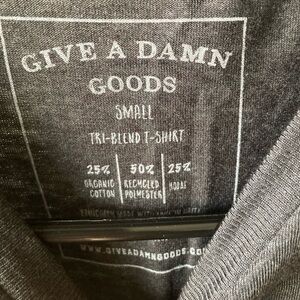 GIVE A DAMN
GOODS
SMALL
TRI-BLEND T-SHIRT
25% 50% 25%
ORGANIC RECYCLED MODAL
COTTON POLYESTER
WWW.GIVEADAMNGOODS.CO